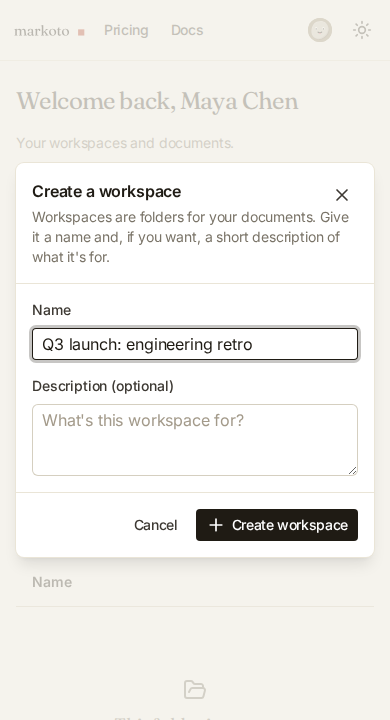 markoto
Pricing
Docs
Welcome back, Maya Chen
Your workspaces and documents.
Create a workspace
Workspaces are folders for your documents. Give
it a name and, if you want, a short description of
what it's for.
Name
Q3 launch: engineering retro
Description (optional)
What's this workspace for?
Cancel
Create workspace
Name